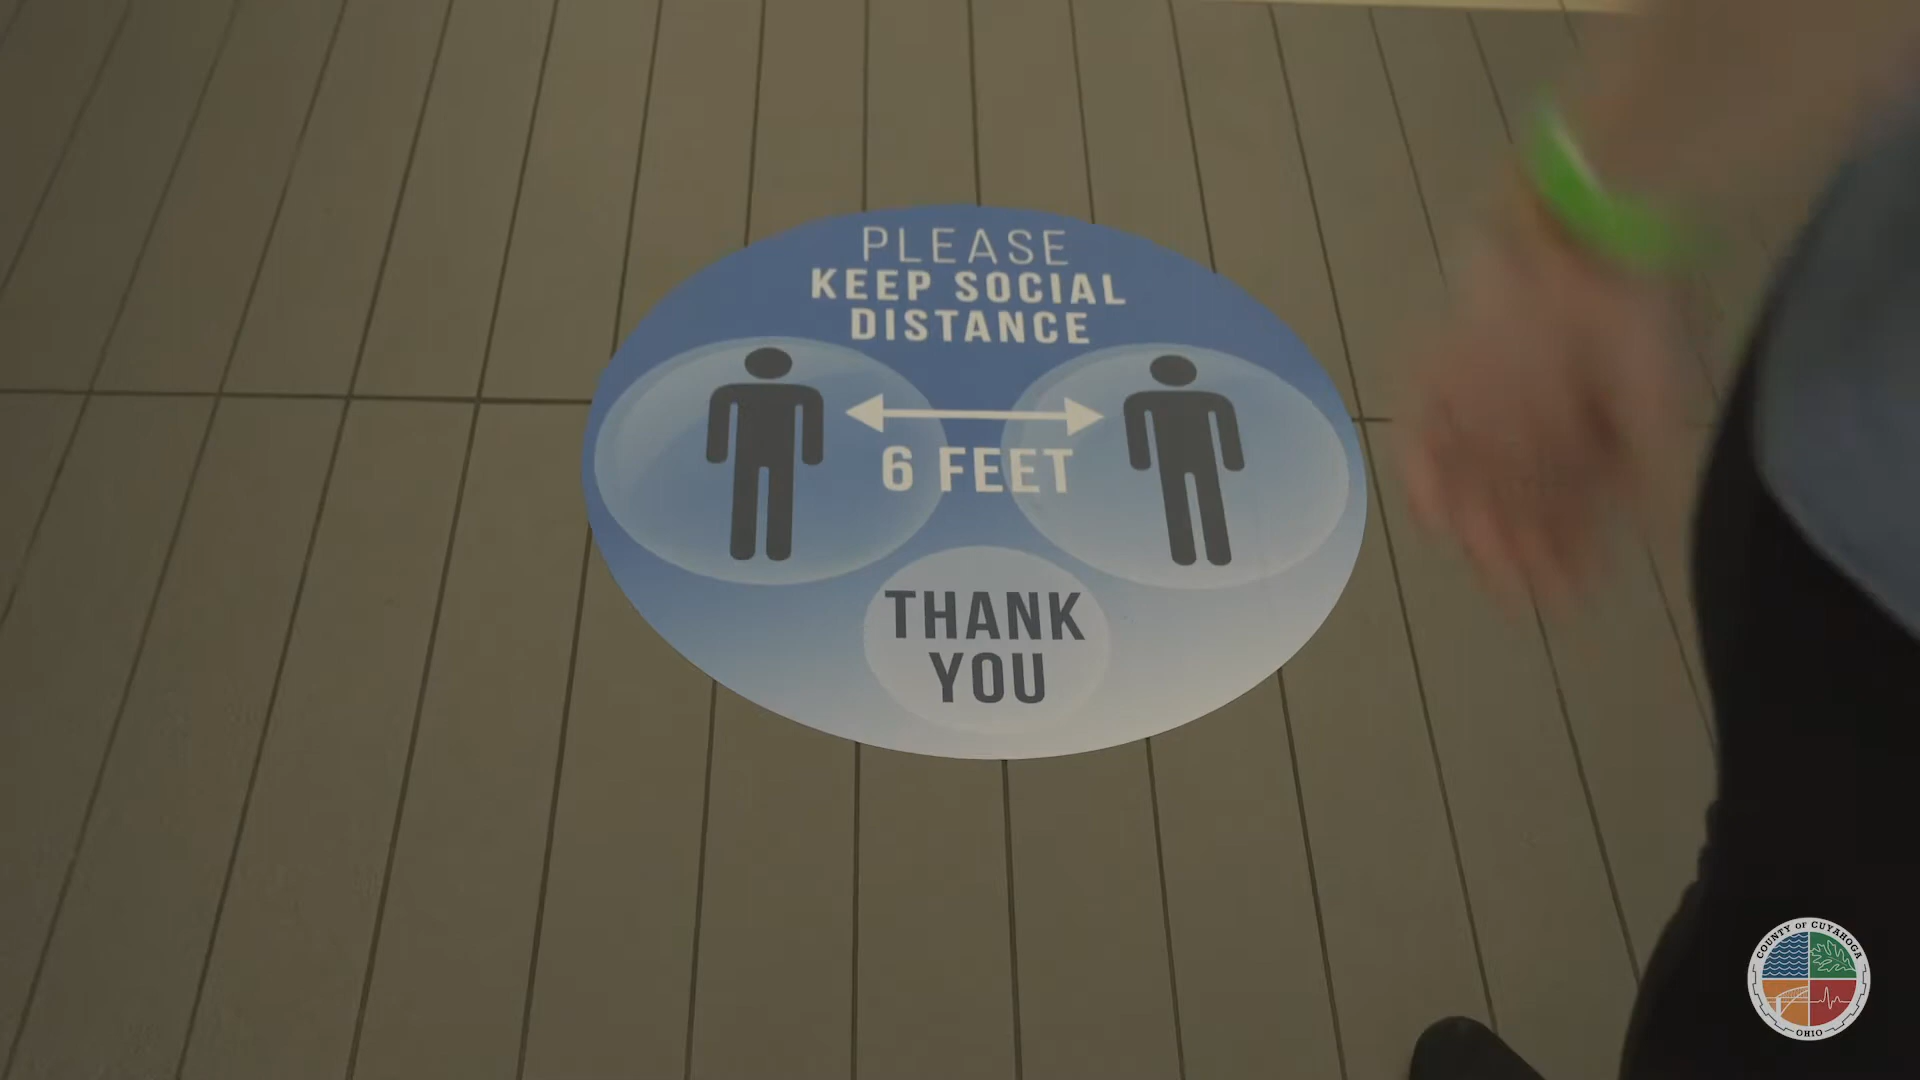 PLEASE
KEEP SOCIAL
DISTANCE
6 FEET
THANK
YOU
COUNTY OF CUYAHOGA
OHIO